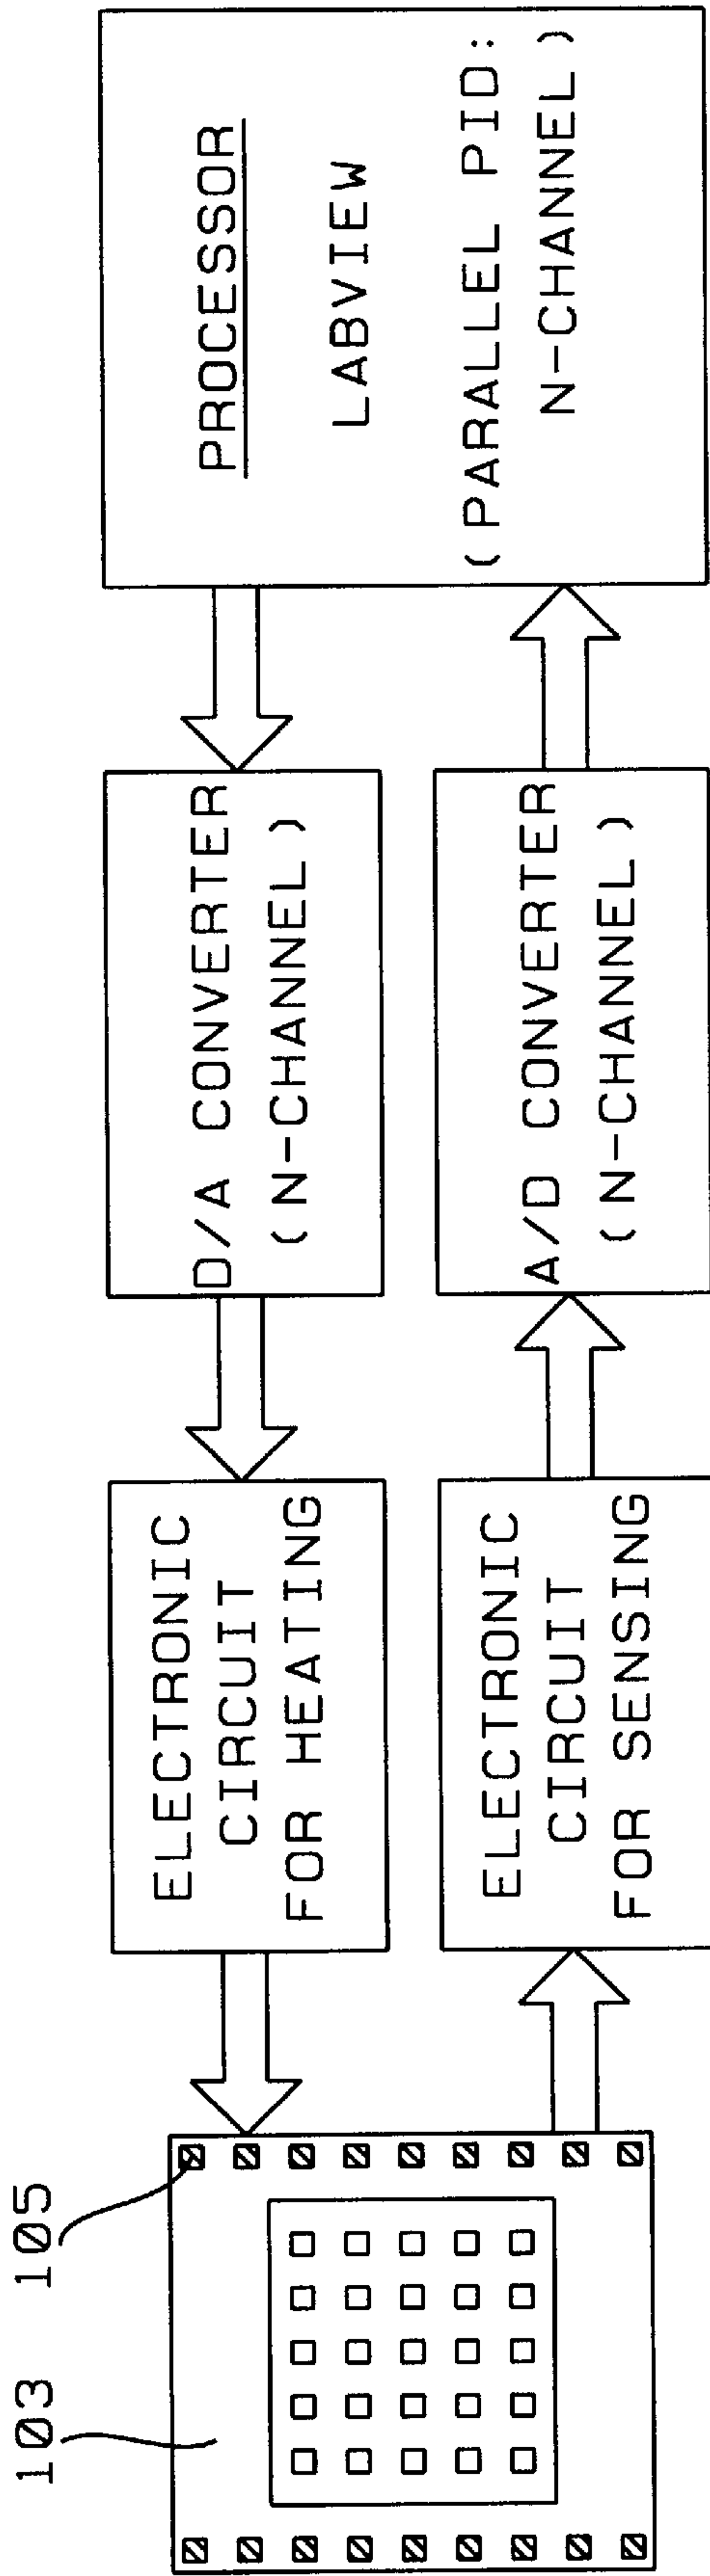 103
105
ELECTRONIC
CIRCUIT
FOR HEATING
D/A CONVERTER
(N-CHANNEL)
PROCESSOR
LABVIEW
(PARALLEL PID:
N-CHANNEL)
ELECTRONIC
CIRCUIT
FOR SENSING
A/D CONVERTER
(N-CHANNEL)